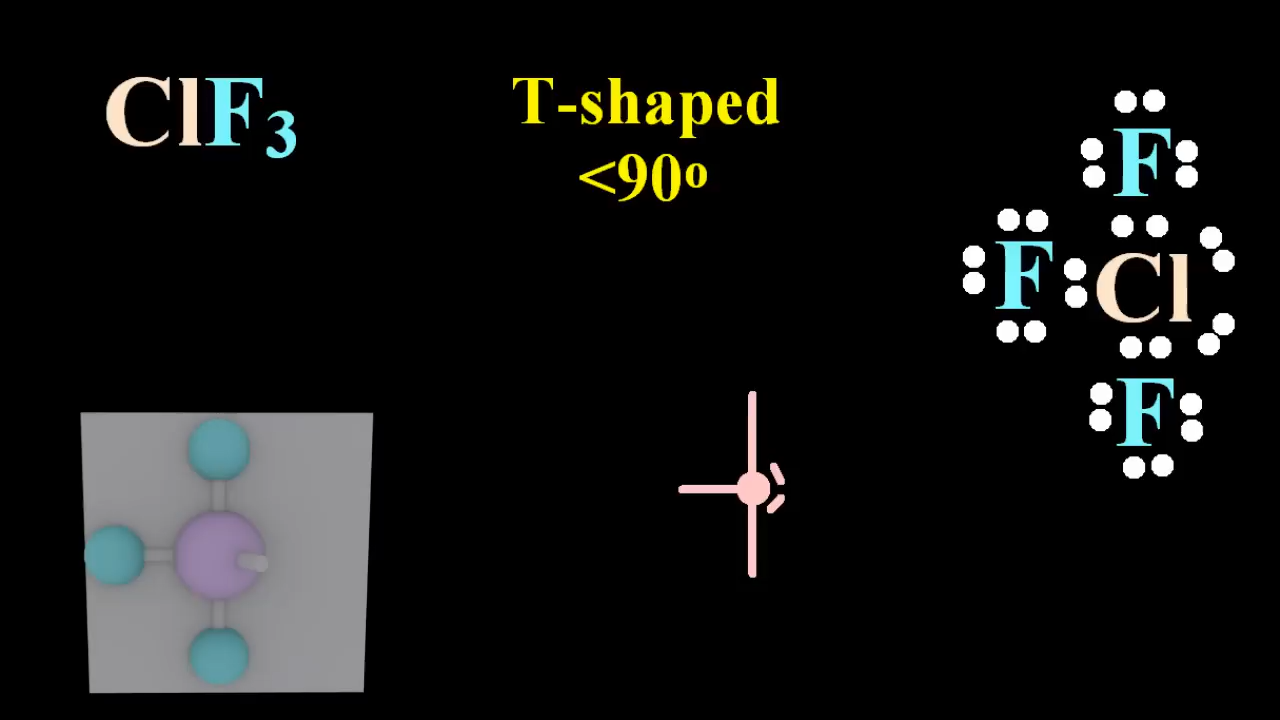 ClF₃
T-shaped
<90º
F
F Cl
F